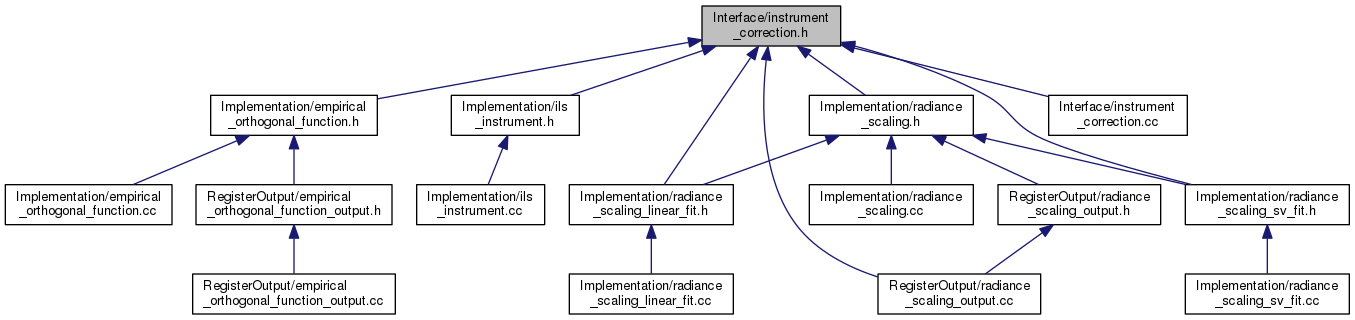 Interface/instrument
_correction.h
Implementation/empirical
_orthogonal_function.h
Implementation/ils
_instrument.h
Implementation/radiance
_scaling.h
Interface/instrument
_correction.cc
Implementation/empirical
_orthogonal_function.cc
RegisterOutput/empirical
_orthogonal_function_output.h
Implementation/ils
_instrument.cc
Implementation/radiance
_scaling_linear_fit.h
Implementation/radiance
_scaling.cc
RegisterOutput/radiance
_scaling_output.h
Implementation/radiance
_scaling_sv_fit.h
RegisterOutput/empirical
_orthogonal_function_output.cc
Implementation/radiance
_scaling_linear_fit.cc
RegisterOutput/radiance
_scaling_output.cc
Implementation/radiance
_scaling_sv_fit.cc